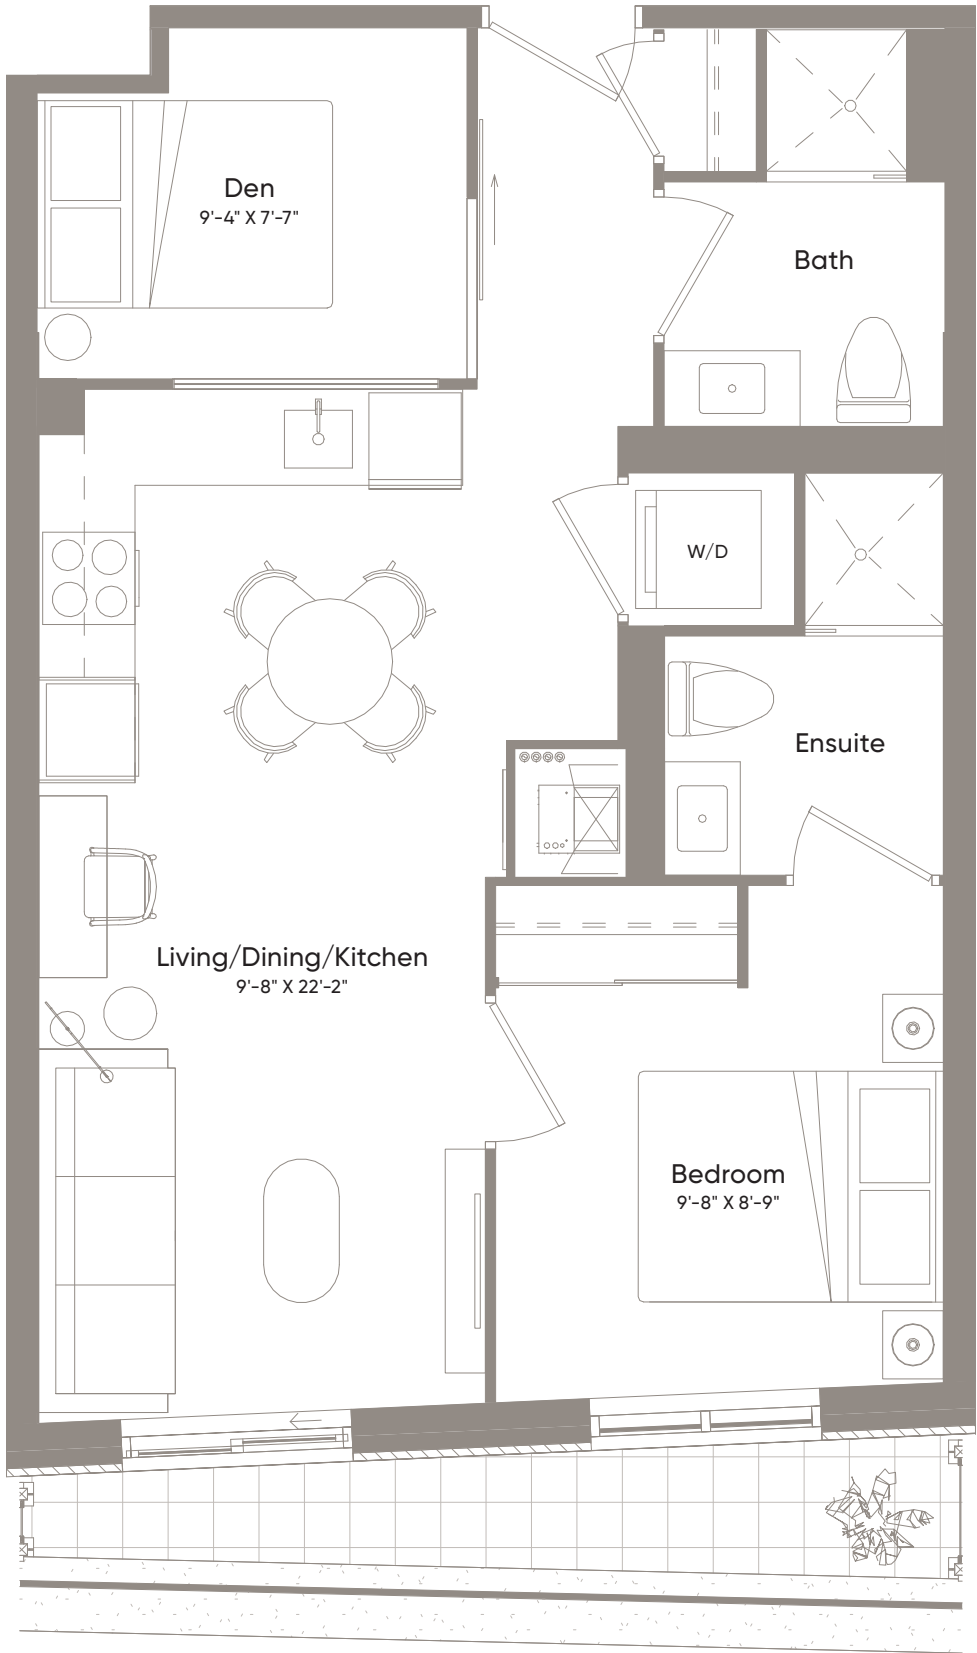 Den
9'-4" X 7'-7"
Bath
W/D
Ensuite
Living/Dining/Kitchen
9'-8" X 22'-2"
Bedroom
9'-8" X 8'-9"